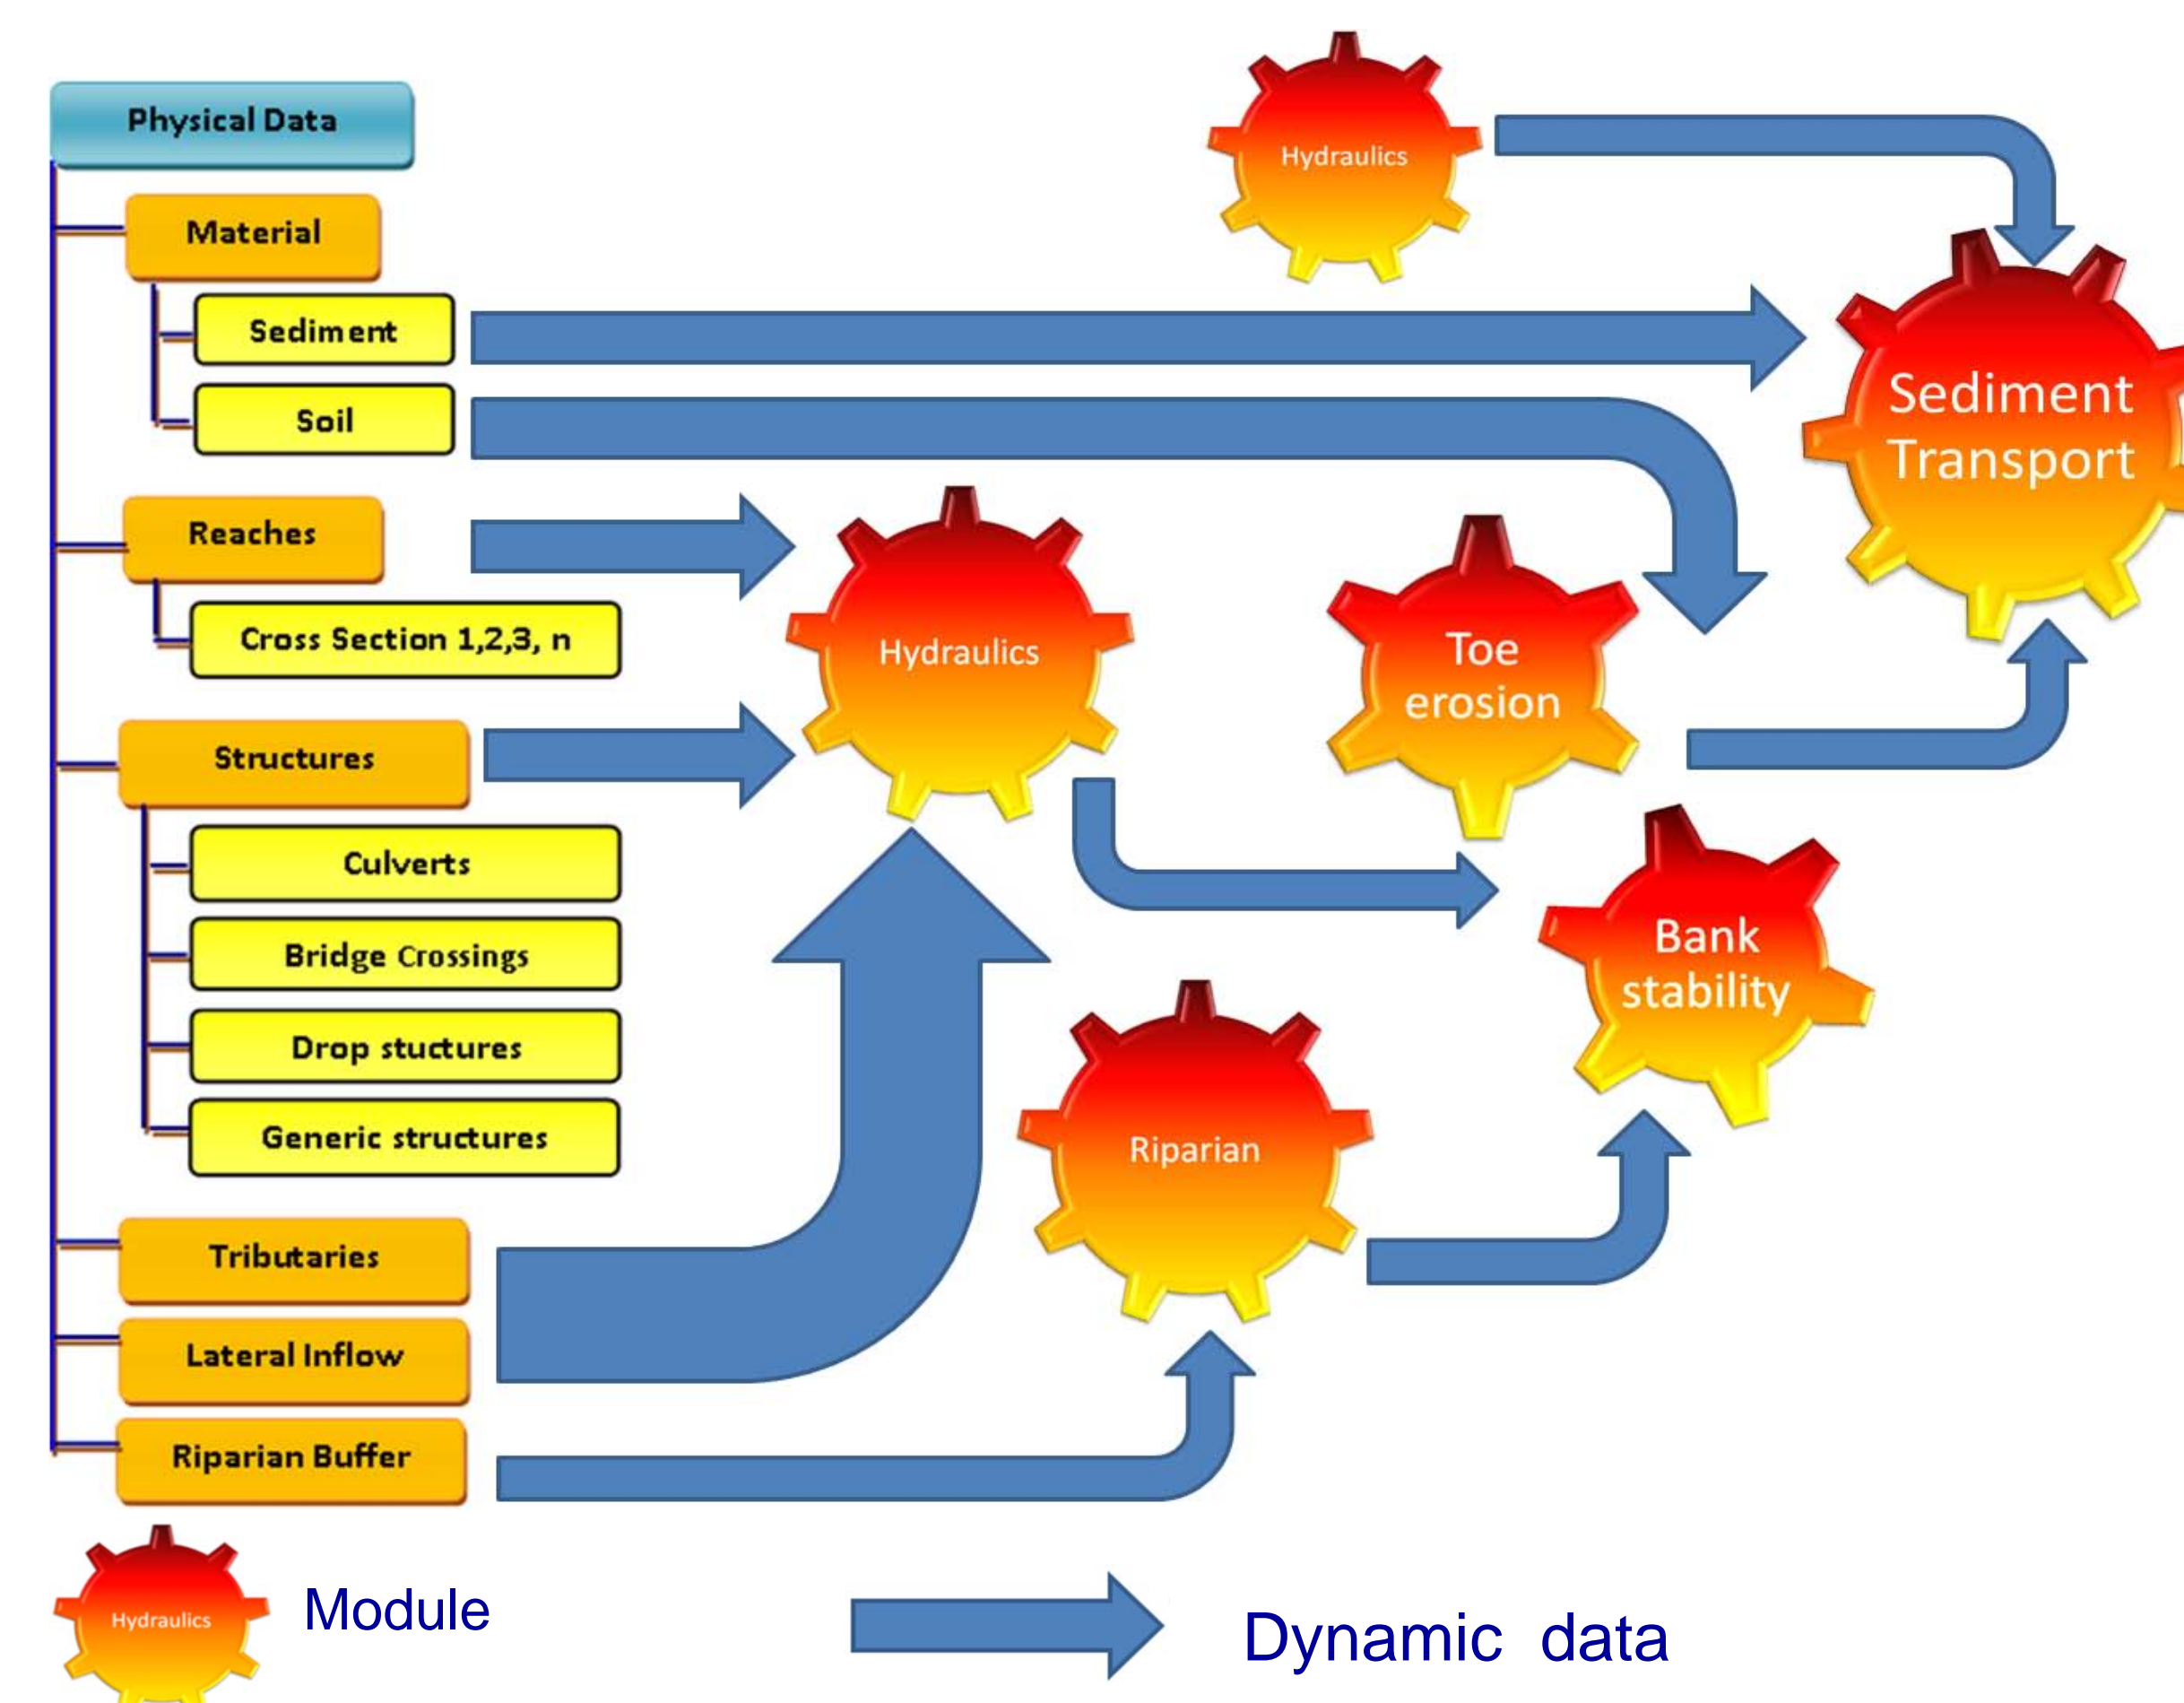 Physical Data
Material
Sediment
Soil
Reaches
Cross Section 1,2,3, n
Structures
Culverts
Bridge Crossings
Drop stuctures
Generic structures
Tributaries
Lateral Inflow
Riparian Buffer
Hydraulics
Sediment
Transport
Hydraulics
Toe
erosion
Bank
stability
Riparian
Hydraulics
Module
Dynamic data